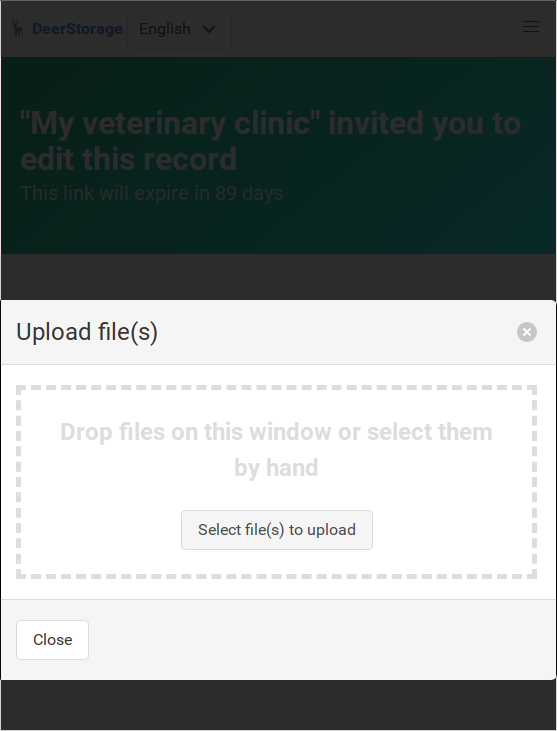 DeerStorage English
"My veterinary clinic" invited you to
edit this record
This link will expire in 89 days
Upload file(s)
Drop files on this window or select them
by hand
Select file(s) to upload
Close